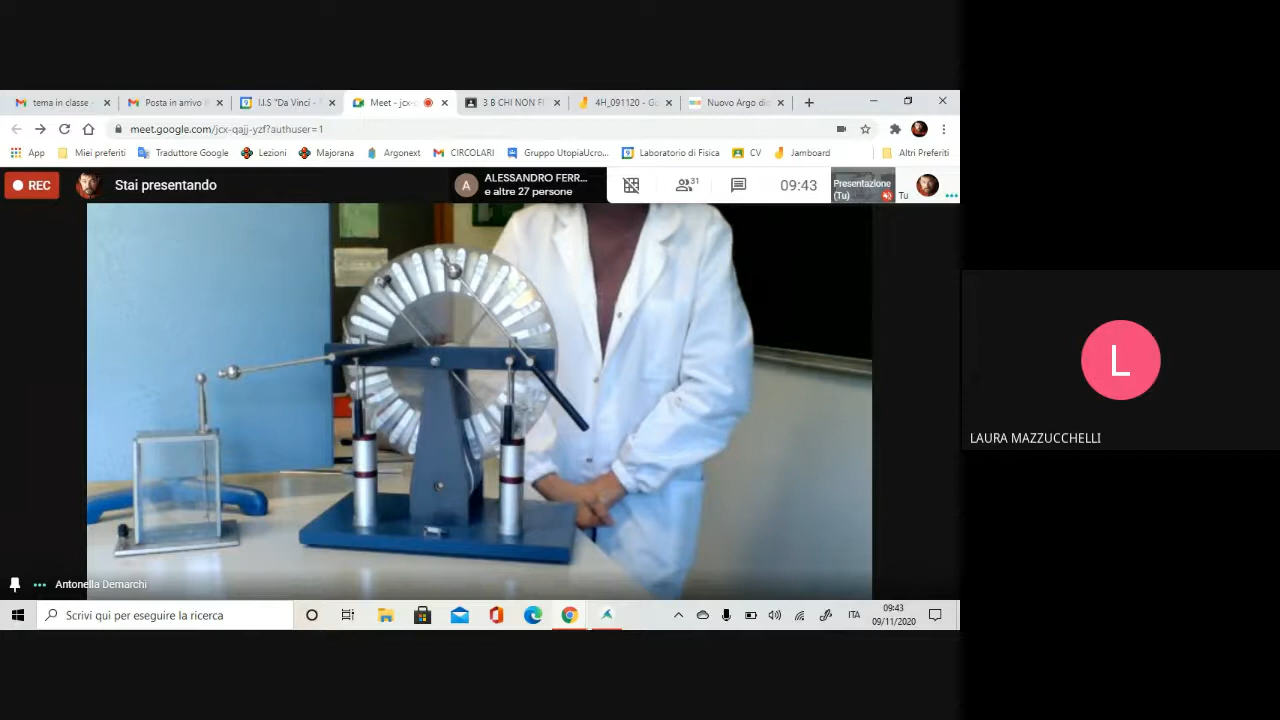 tema in classe -
Posta in arrivo
I.I.S "Da Vinci -
Meet - jcx-
3 B CHI NON F
4H_091120 - G
Nuovo Argo di
meet.google.com/jcx-qajj-yzf?authuser=1
App
Miei preferiti
Traduttore Google
Lezioni
Majorana
Argonext
CIRCOLARI
Gruppo UtopiaUcro...
Laboratorio di Fisica
CV
Jamboard
Altri Preferiti
REC
Stai presentando
A
ALESSANDRO FERR...
e altre 27 persone
31
09:43
Presentazione
(Tu)
Tu
L
LAURA MAZZUCCHELLI
Antonella Demarchi
Scrivi qui per eseguire la ricerca
ITA
09:43
09/11/2020